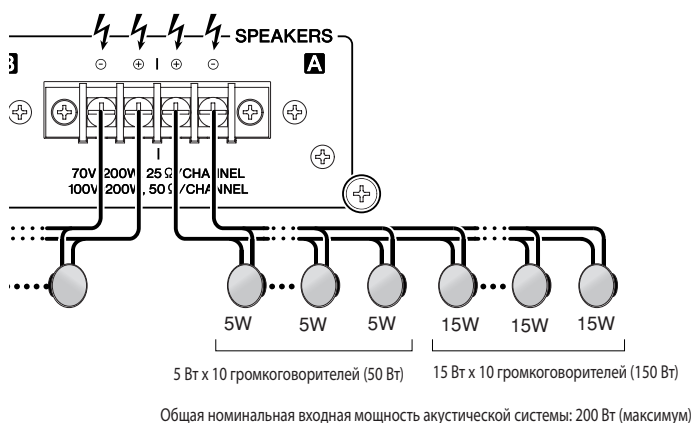 SPEAKERS
B ⊖ ⊕ I ⊕ ⊖ A
I
70V 200W, 25 Ω/CHANNEL
100V 200W, 50 Ω/CHANNEL
5W 5W 5W 15W 15W 15W
5 Вт x 10 громкоговорителей (50 Вт) 15 Вт x 10 громкоговорителей (150 Вт)
Общая номинальная входная мощность акустической системы: 200 Вт (максимум)